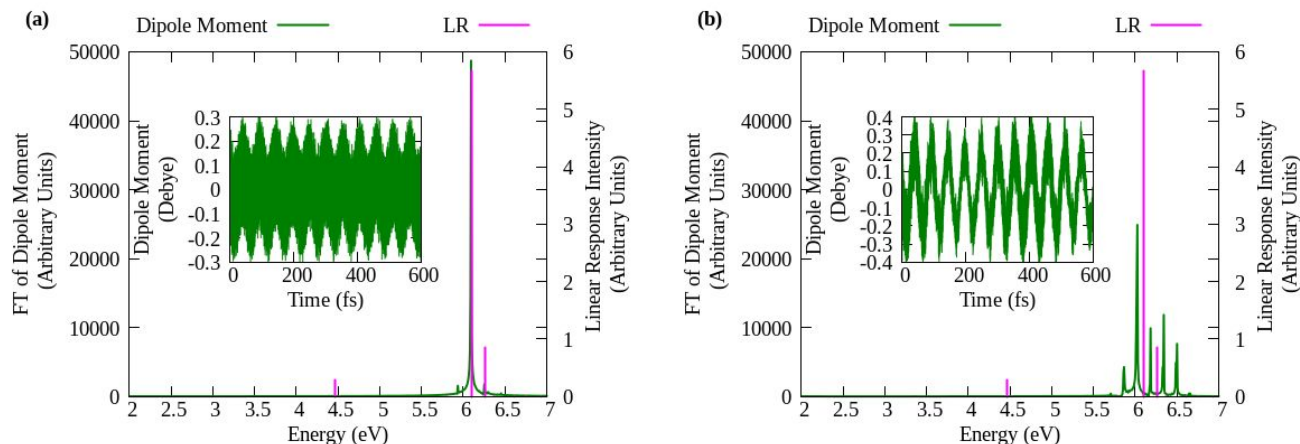 (a)
Dipole Moment
LR
50000
40000
30000
20000
10000
0
6
5
4
3
2
1
0
2 2.5 3 3.5 4 4.5 5 5.5 6 6.5 7
Energy (eV)
FT of Dipole Moment
(Arbitrary Units)
Linear Response Intensity
(Arbitrary Units)
0.3
0.2
0.1
0
-0.1
-0.2
-0.3
0 200 400 600
Time (fs)
Dipole Moment
(Debye)
(b)
Dipole Moment
LR
50000
40000
30000
20000
10000
0
6
5
4
3
2
1
0
2 2.5 3 3.5 4 4.5 5 5.5 6 6.5 7
Energy (eV)
FT of Dipole Moment
(Arbitrary Units)
Linear Response Intensity
(Arbitrary Units)
0.4
0.3
0.2
0.1
0
-0.1
-0.2
-0.3
-0.4
0 200 400 600
Time (fs)
Dipole Moment
(Debye)